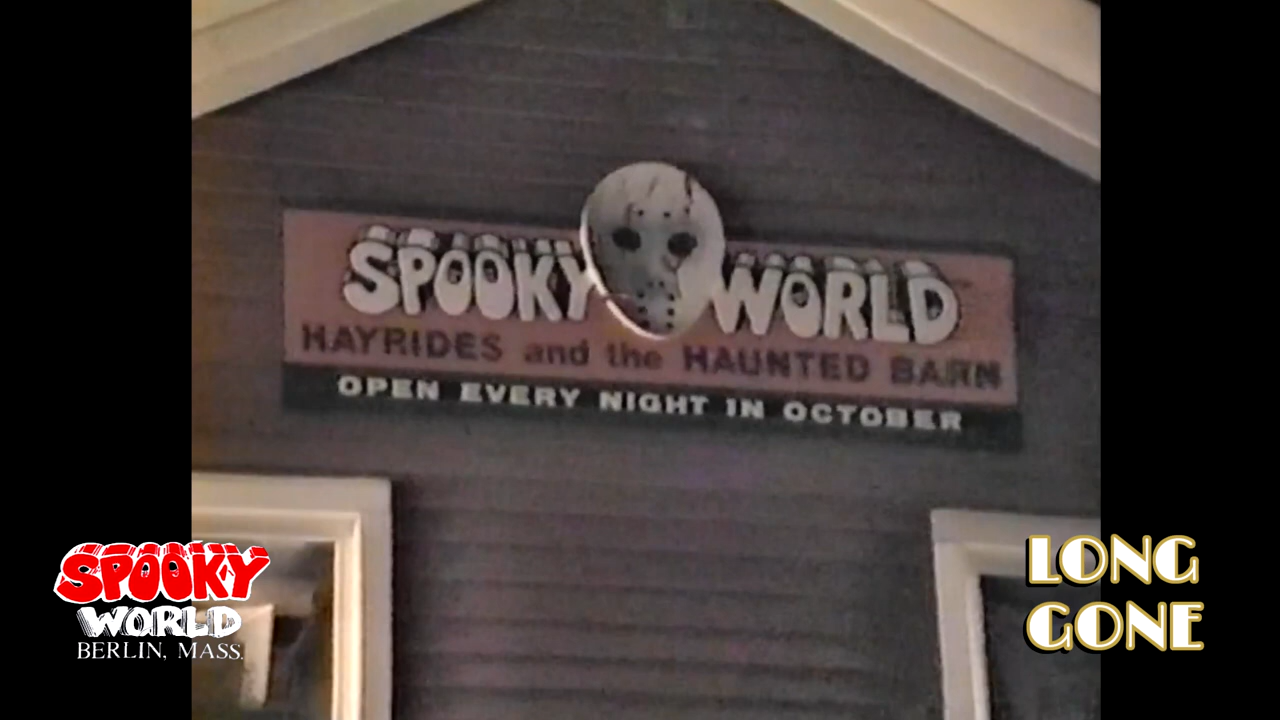 SPOOKY WORLD
HAYRIDES and the HAUNTED BARN
OPEN EVERY NIGHT IN OCTOBER
SPOOKY
WORLD
BERLIN, MASS.
LONG
GONE